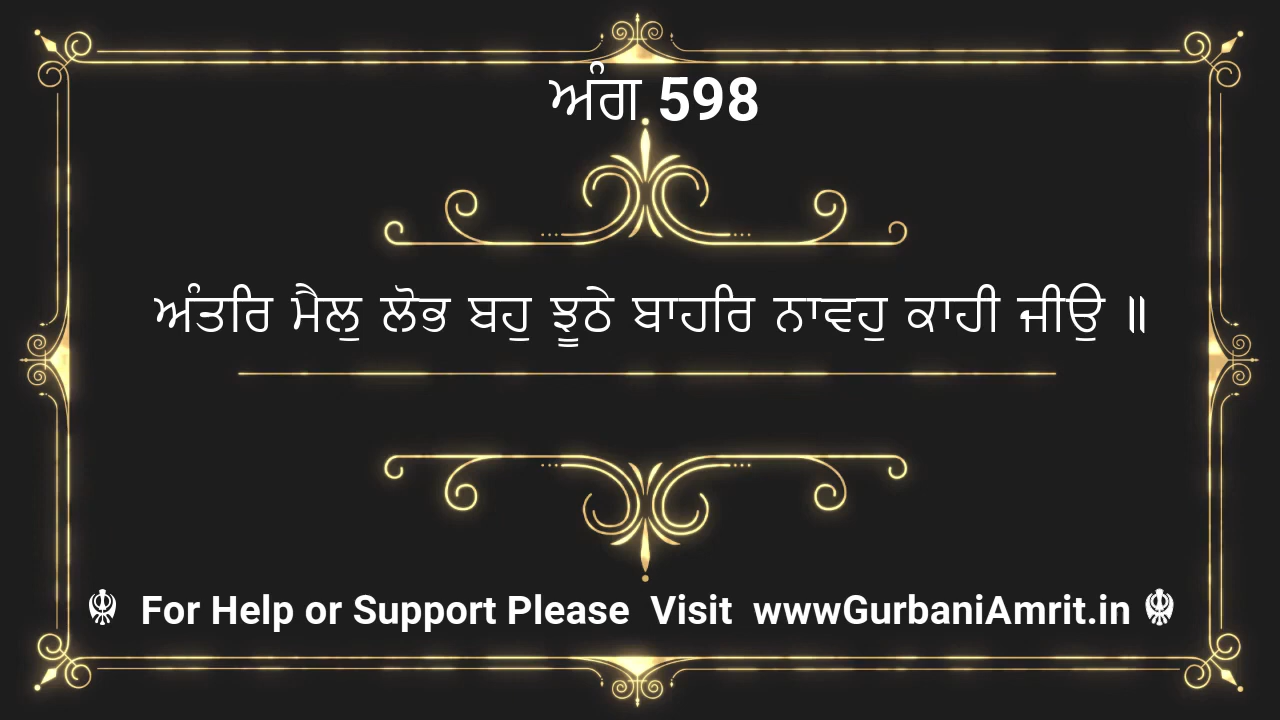 ਅੰਗ 598
ਅੰਤਰਿ ਮੈਲੁ ਲੋਭ ਬਹੁ ਝੂਠੇ ਬਾਹਰਿ ਨਾਵਹੁ ਕਾਹੀ ਜੀਉ ॥
☬ For Help or Support Please Visit wwwGurbaniAmrit.in ☬